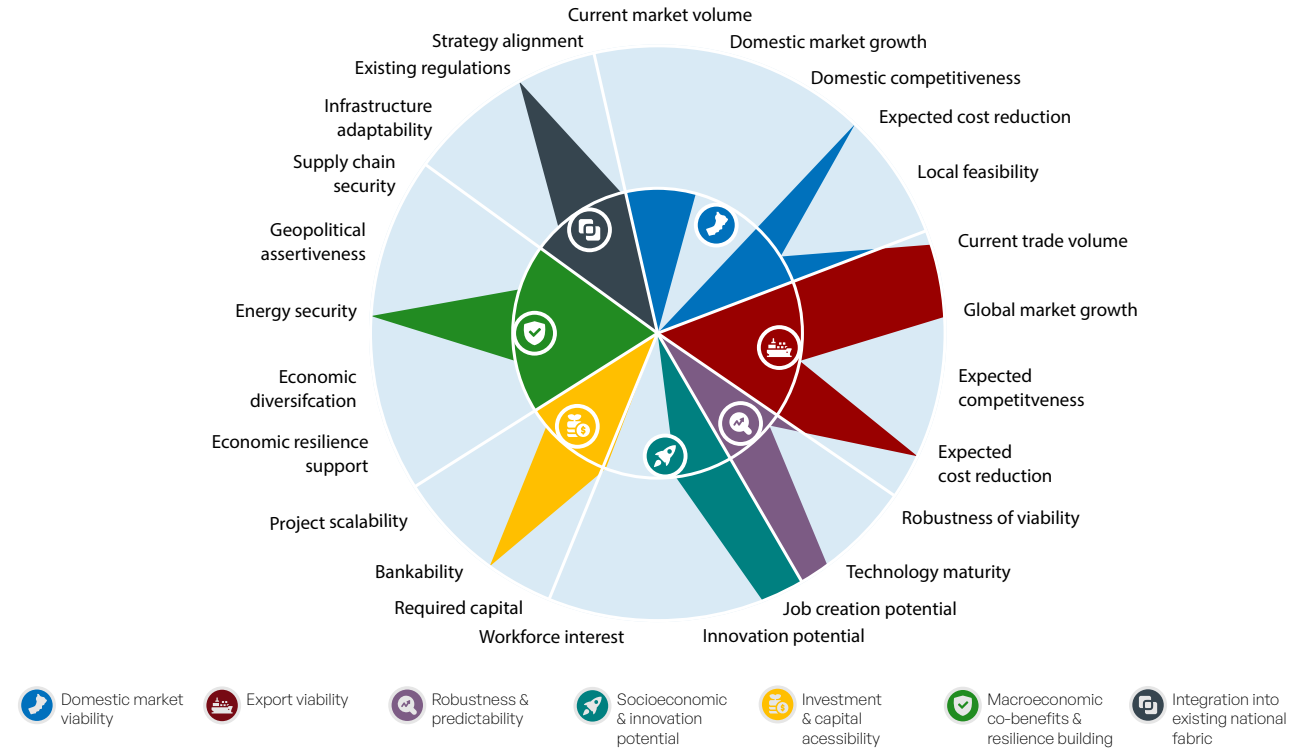 Current market volume
Domestic market growth
Domestic competitiveness
Expected cost reduction
Local feasibility
Current trade volume
Global market growth
Expected
competitveness
Expected
cost reduction
Robustness of viability
Technology maturity
Job creation potential
Innovation potential
Workforce interest
Required capital
Bankability
Project scalability
Economic resilience
support
Economic
diversifcation
Energy security
Geopolitical
assertiveness
Supply chain
security
Infrastructure
adaptability
Existing regulations
Strategy alignment
Domestic market
viability
Export viability
Robustness &
predictability
Socioeconomic
& innovation
potential
Investment
& capital
acessibility
Macroeconomic
co-benefits &
resilience building
Integration into
existing national
fabric